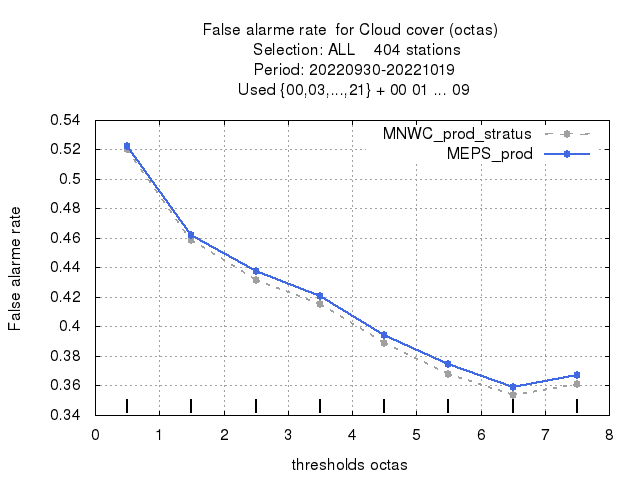 False alarme rate  for Cloud cover (octas)
Selection: ALL    404 stations
Period: 20220930-20221019
Used {00,03,...,21} + 00 01 ... 09
MNWC_prod_stratus
MEPS_prod
False alarme rate
0.54
0.52
0.5
0.48
0.46
0.44
0.42
0.4
0.38
0.36
0.34
0 1 2 3 4 5 6 7 8
thresholds octas